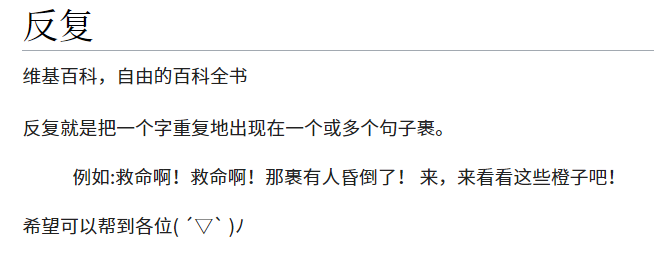 反复
维基百科，自由的百科全书
反复就是把一个字重复地出现在一个或多个句子裹。
例如:救命啊！救命啊！那裹有人昏倒了！ 来，来看看这些橙子吧！
希望可以帮到各位( ´▽` )ﾉ